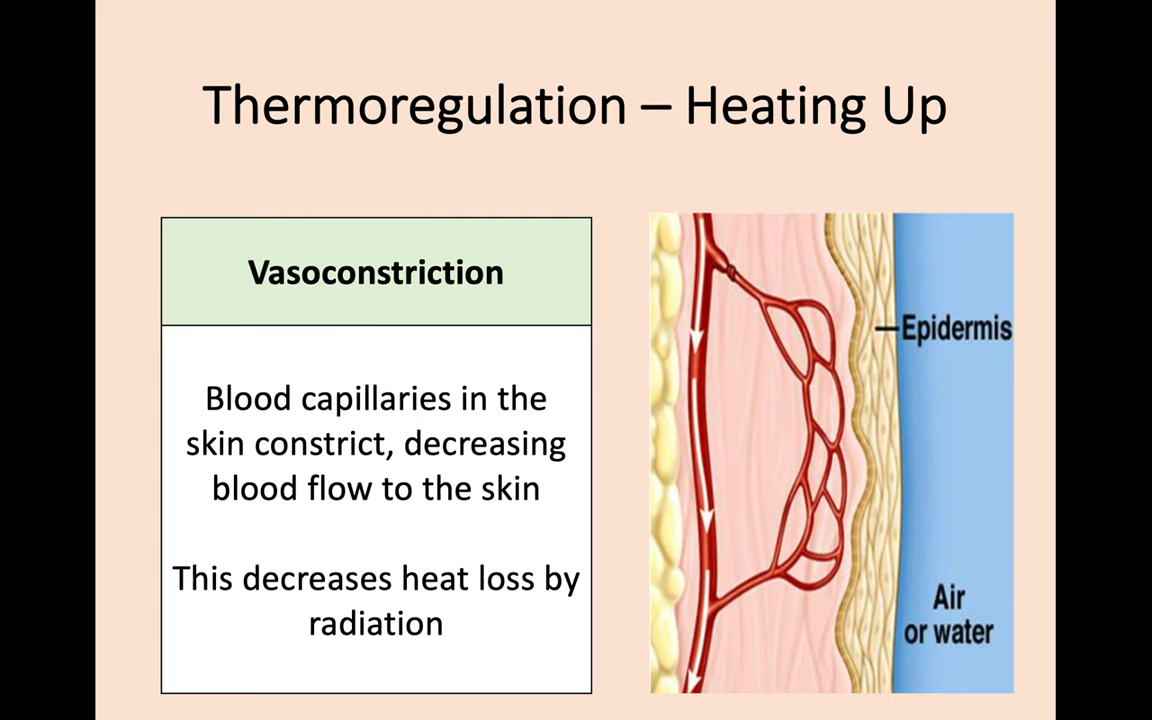 Thermoregulation – Heating Up
Vasoconstriction
Blood capillaries in the
skin constrict, decreasing
blood flow to the skin
This decreases heat loss by
radiation
Epidermis
Air
or water